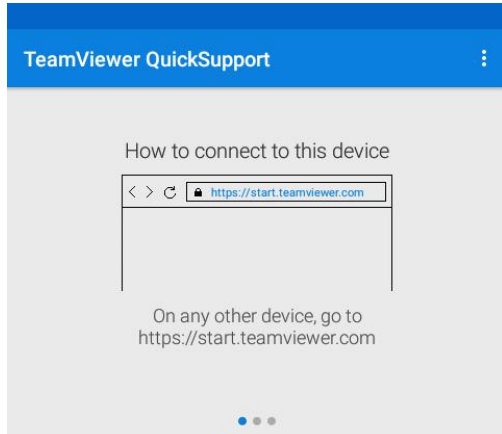 TeamViewer QuickSupport
How to connect to this device
https://start.teamviewer.com
On any other device, go to
https://start.teamviewer.com